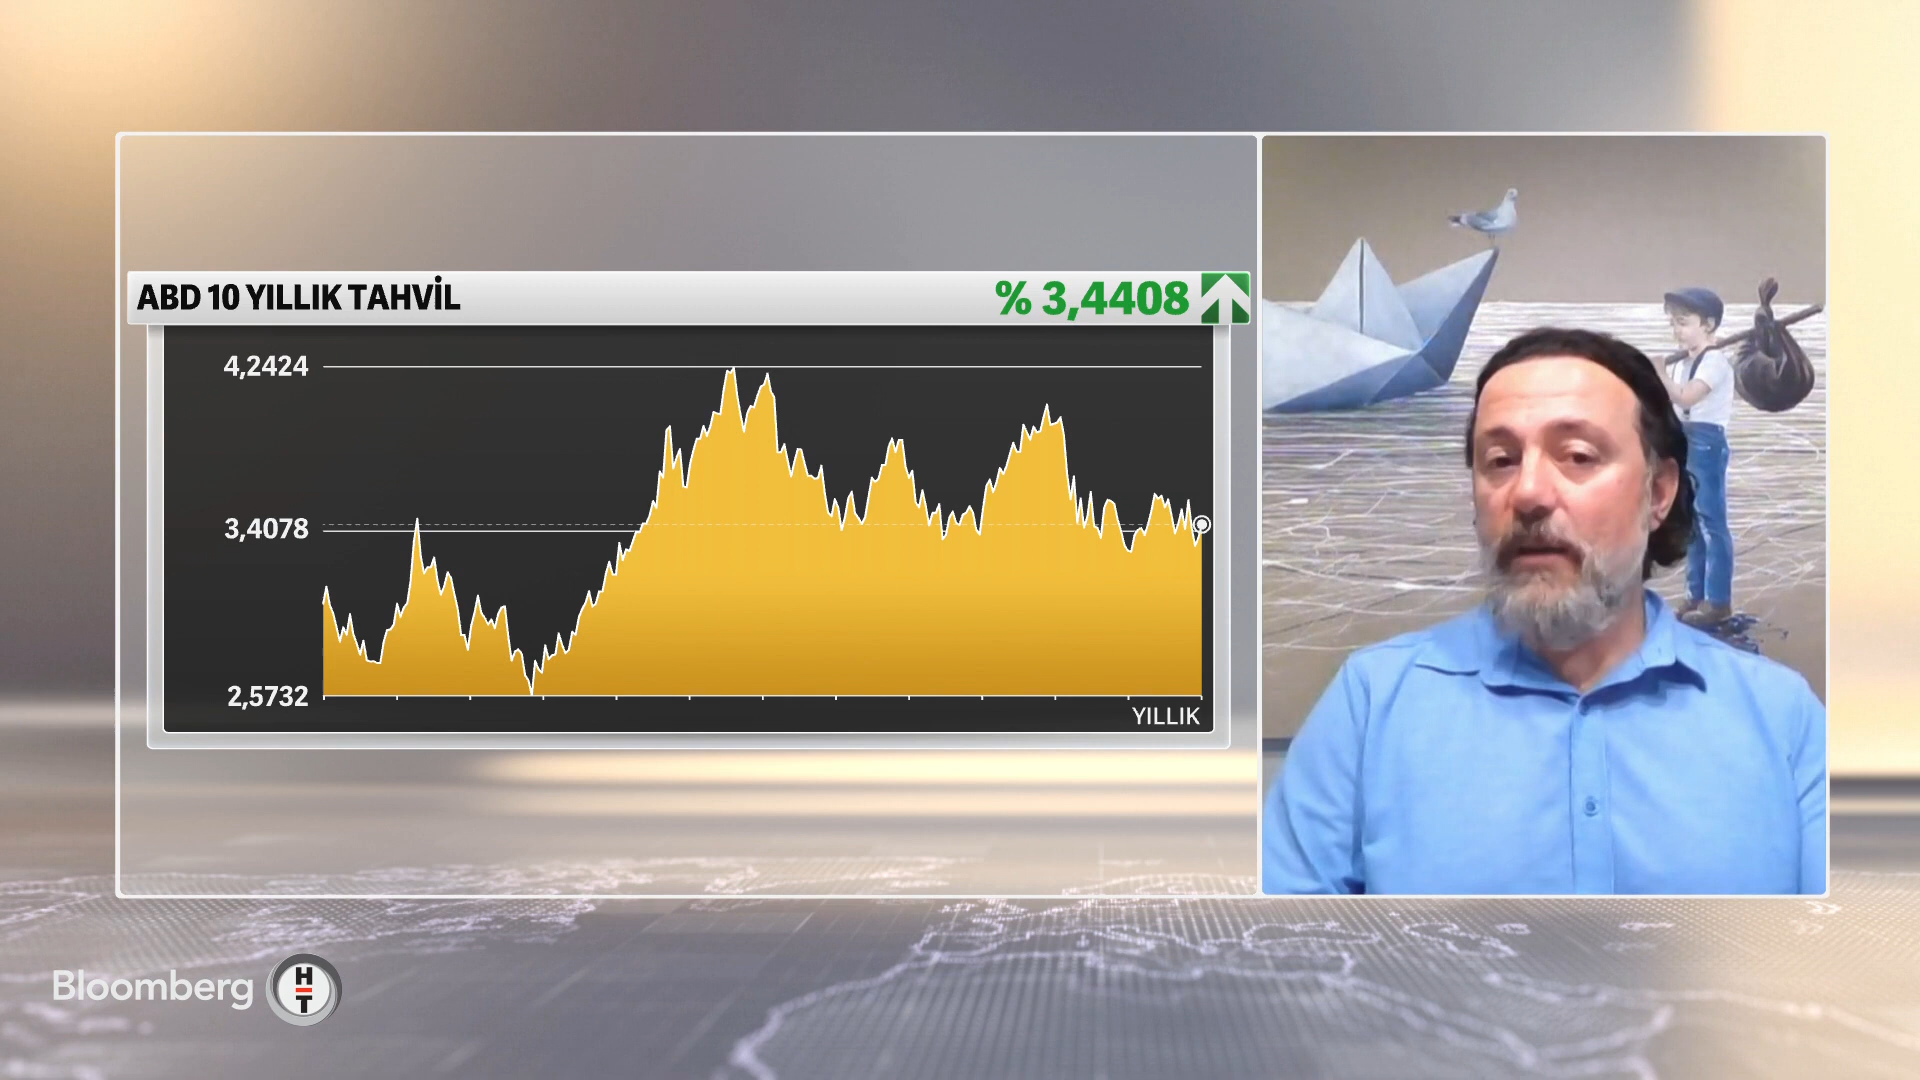 ABD 10 YILLIK TAHVİL
% 3,4408
4,2424
3,4078
2,5732
YILLIK
Bloomberg HT